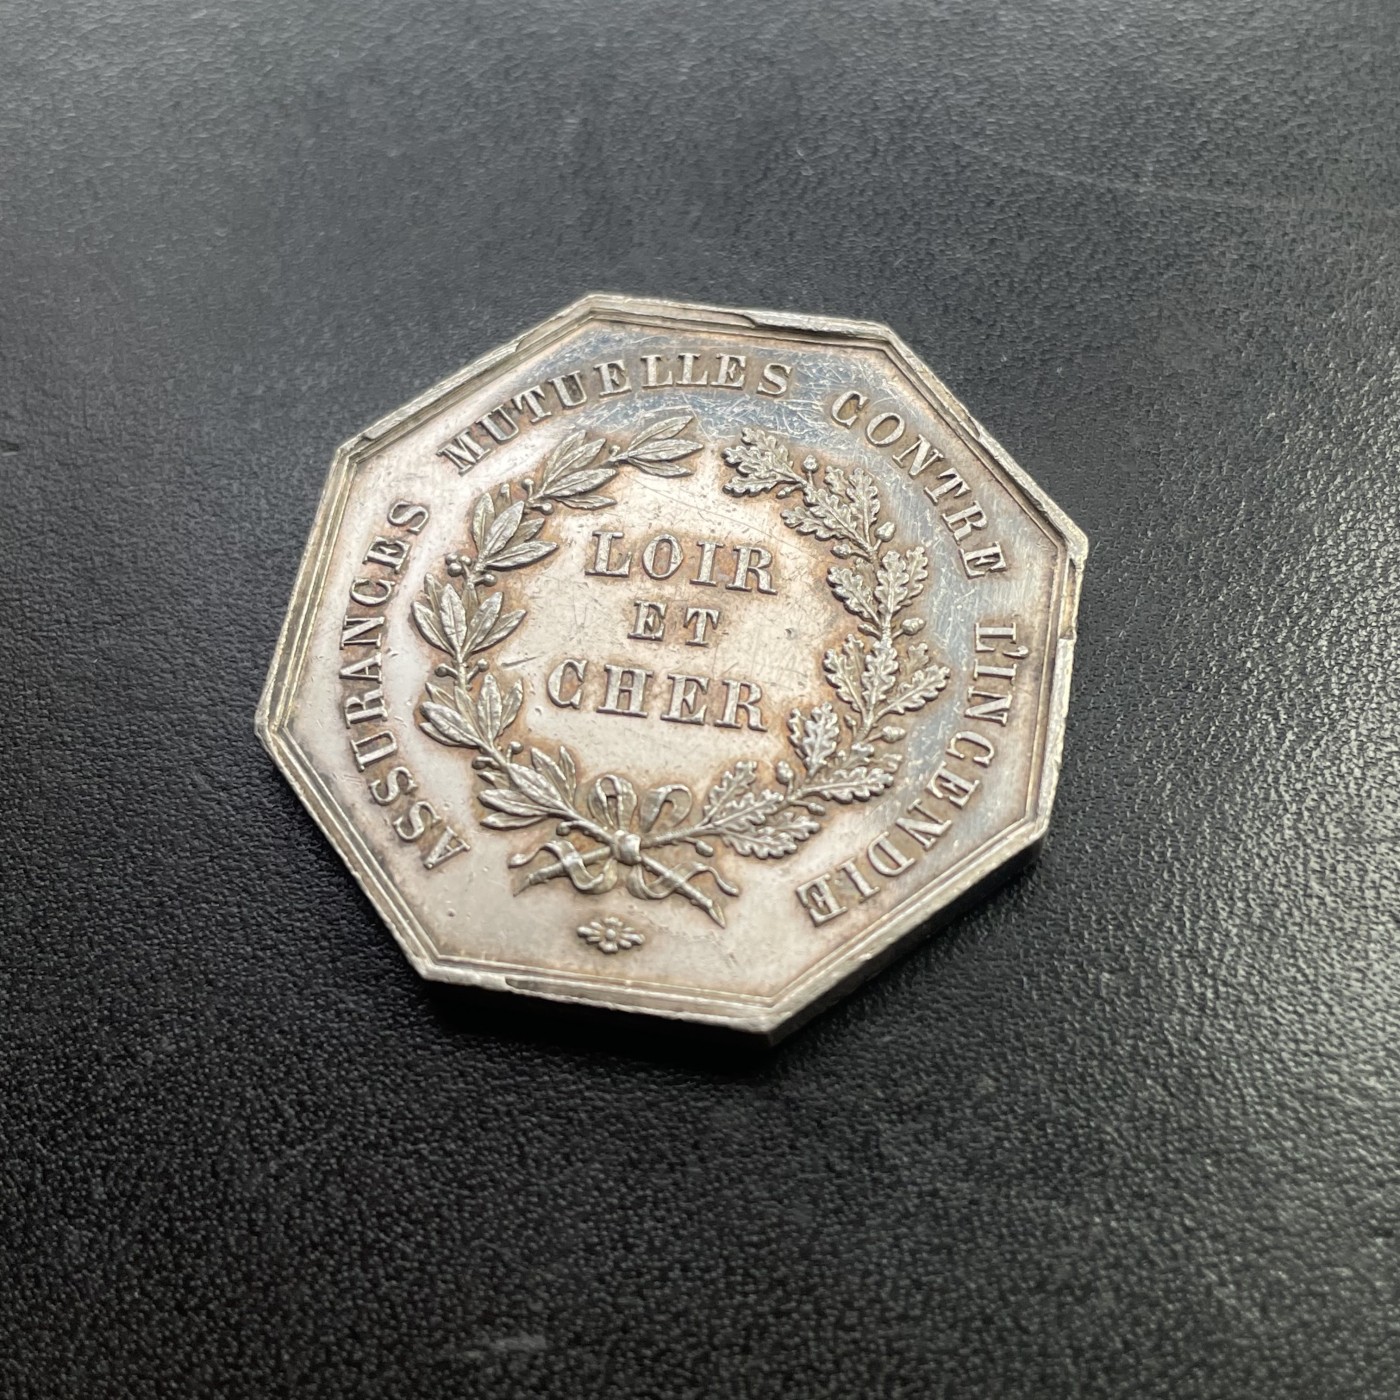 ASSURANCES MUTUELLES CONTRE L'INCENDIE
LOIR
ET
CHER